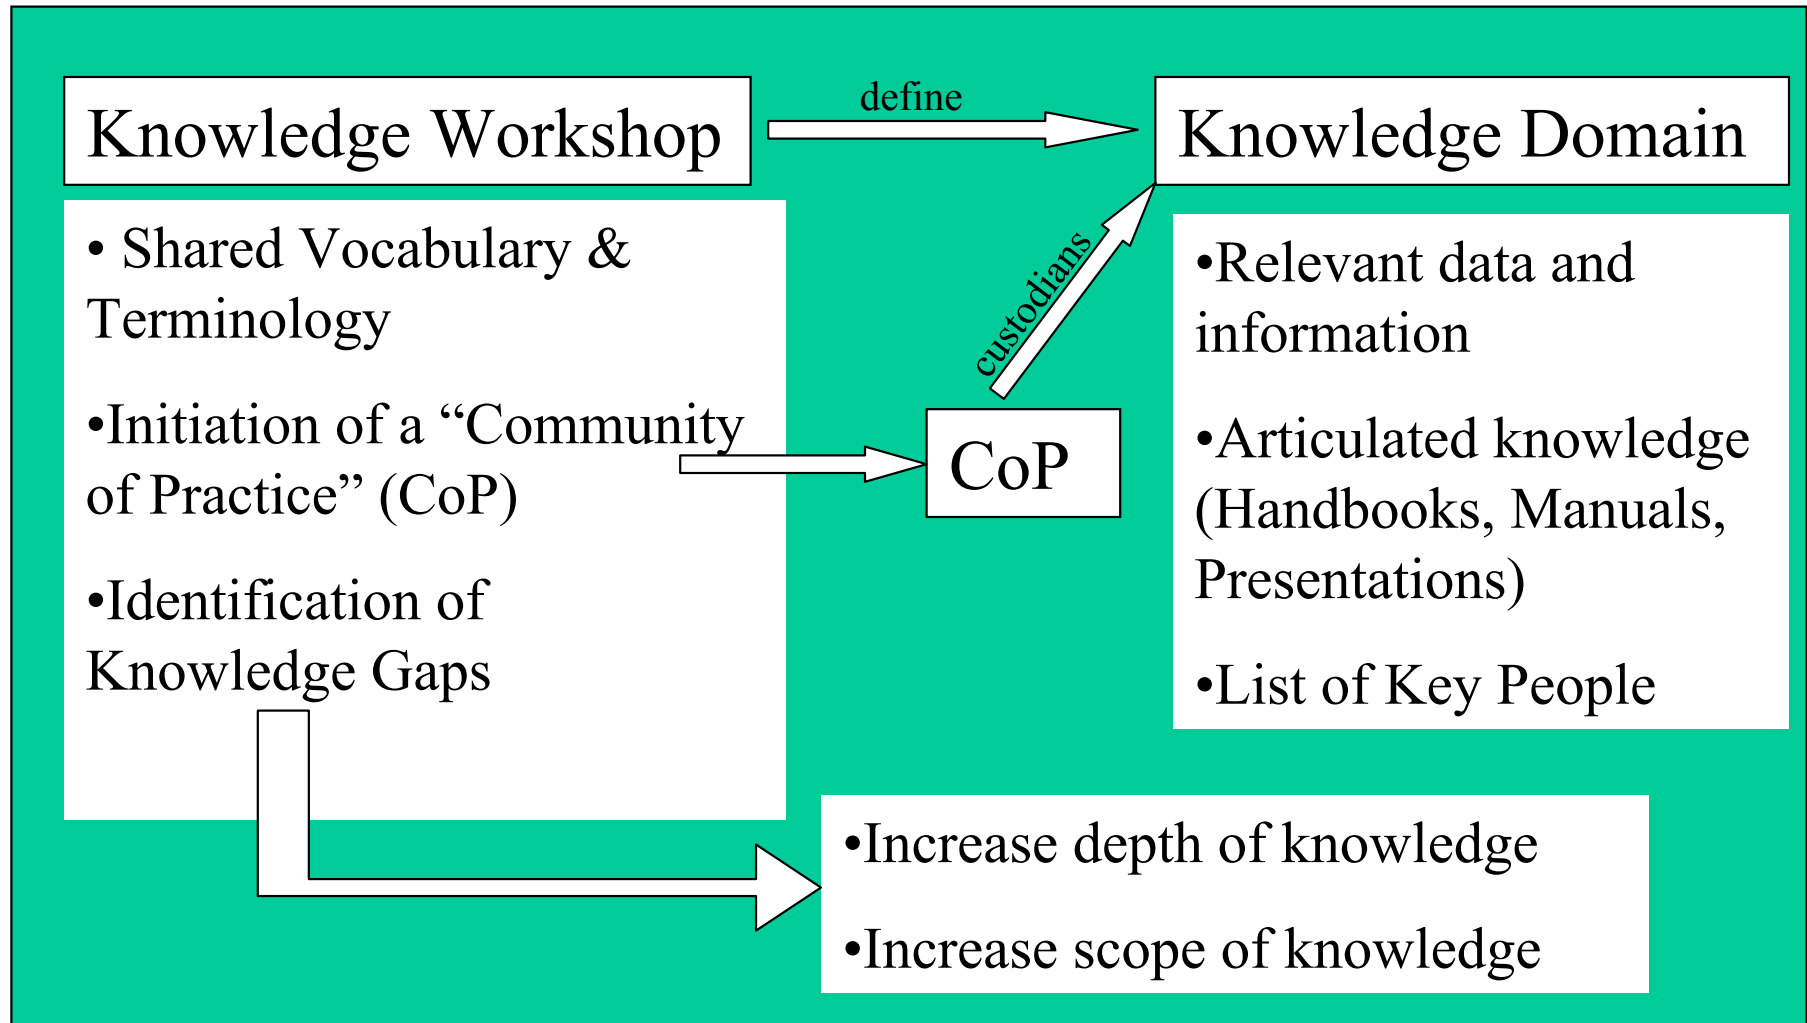 Knowledge Workshop
define
Knowledge Domain
• Shared Vocabulary &
Terminology
•Initiation of a “Community
of Practice” (CoP)
•Identification of
Knowledge Gaps
custodians
CoP
•Relevant data and
information
•Articulated knowledge
(Handbooks, Manuals,
Presentations)
•List of Key People
•Increase depth of knowledge
•Increase scope of knowledge